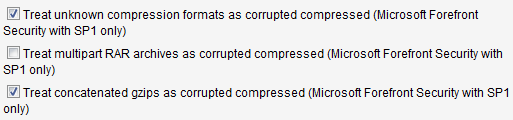 Treat unknown compression formats as corrupted compressed (Microsoft Forefront
Security with SP1 only)
Treat multipart RAR archives as corrupted compressed (Microsoft Forefront Security with
SP1 only)
Treat concatenated gzips as corrupted compressed (Microsoft Forefront Security with SP1
only)